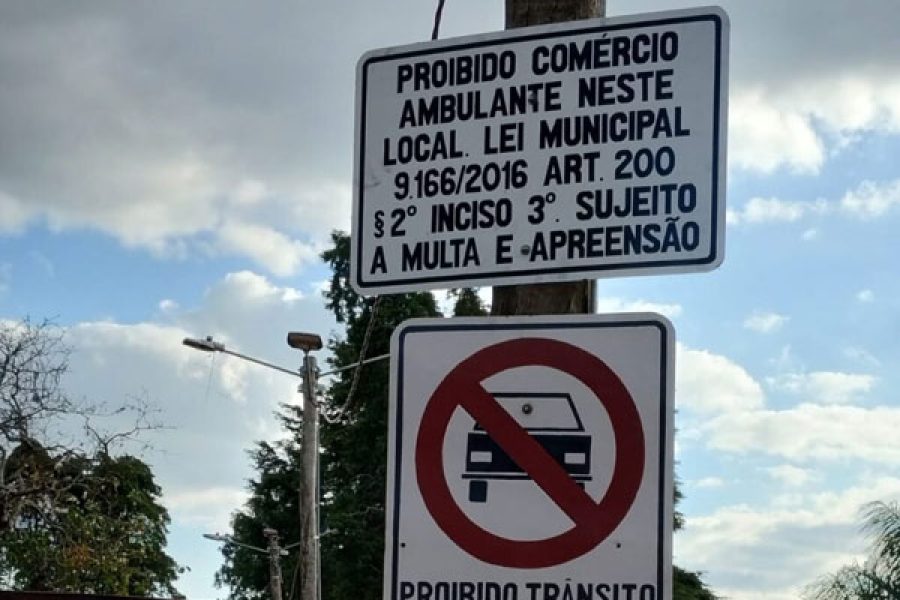 PROIBIDO COMÉRCIO
AMBULANTE NESTE
LOCAL. LEI MUNICIPAL
9.166/2016 ART. 200
§ 2° INCISO 3°. SUJEITO
A MULTA E APREENSÃO
PROIBIDO TRÂNSITO